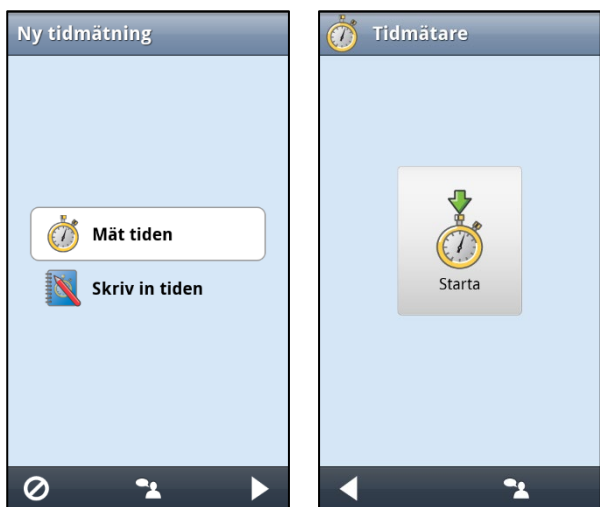 Ny tidmätning
Mät tiden
Skriv in tiden
Tidmätare
Starta